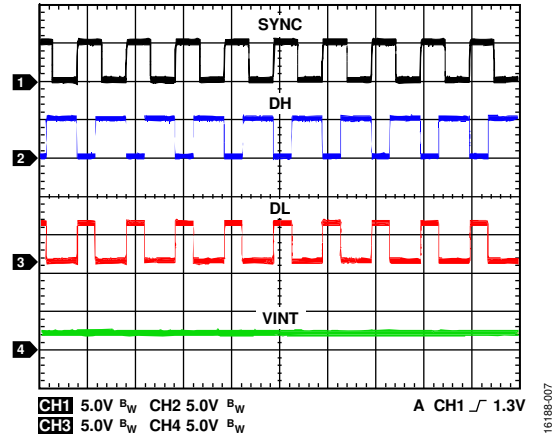 SYNC
1
DH
2
DL
3
VINT
4
CH1 5.0V BW CH2 5.0V BW A CH1 1.3V
CH3 5.0V BW CH4 5.0V BW
16188-007